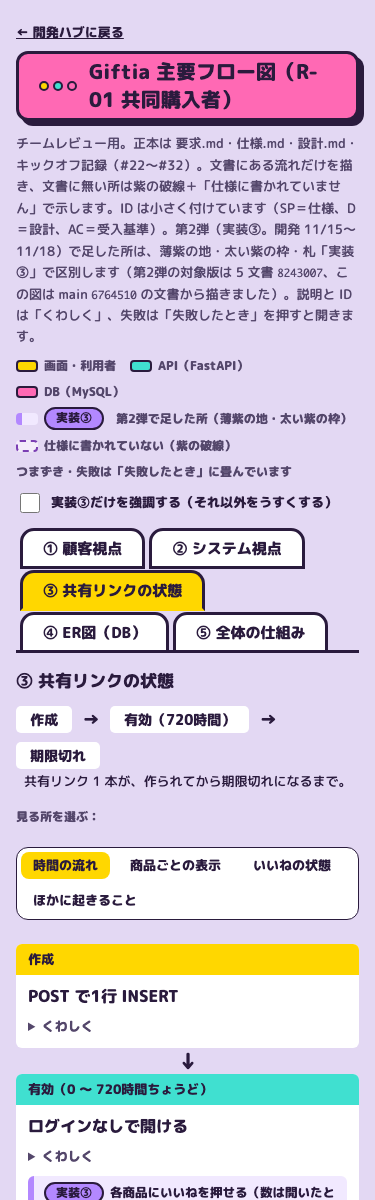 ← 開発ハブに戻る
Giftia 主要フロー図（R-
01 共同購入者）
チームレビュー用。正本は 要求.md・仕様.md・設計.md・
キックオフ記録（#22〜#32）。文書にある流れだけを描
き、文書に無い所は紫の破線＋「仕様に書かれていませ
ん」で示します。ID は小さく付けています（SP＝仕様、D
＝設計、AC＝受入基準）。第2弾（実装③。開発 11/15〜
11/18）で足した所は、薄紫の地・太い紫の枠・札「実装
③」で区別します（第2弾の対象版は 5 文書 8243007、こ
の図は main 6764510 の文書から描きました）。説明と ID
は「くわしく」、失敗は「失敗したとき」を押すと開きま
す。
画面・利用者 API（FastAPI）
DB（MySQL）
実装③ 第2弾で足した所（薄紫の地・太い紫の枠）
仕様に書かれていない（紫の破線）
つまずき・失敗は「失敗したとき」に畳んでいます
実装③だけを強調する（それ以外をうすくする）
① 顧客視点 ② システム視点
③ 共有リンクの状態
④ ER図（DB） ⑤ 全体の仕組み
③ 共有リンクの状態
作成 → 有効（720時間） →
期限切れ
共有リンク 1 本が、作られてから期限切れになるまで。
見る所を選ぶ：
時間の流れ 商品ごとの表示 いいねの状態
ほかに起きること
作成
POST で1行 INSERT
▶ くわしく
↓
有効（0 〜 720時間ちょうど）
ログインなしで開ける
▶ くわしく
実装③ 各商品にいいねを押せる（数は開いたと